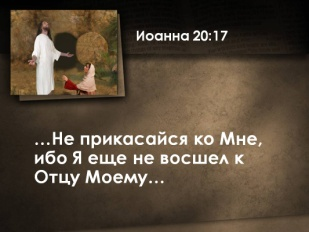 Иоанна 20:17
…Не прикасайся ко Мне,
ибо Я еще не восшел к
Отцу Моему…